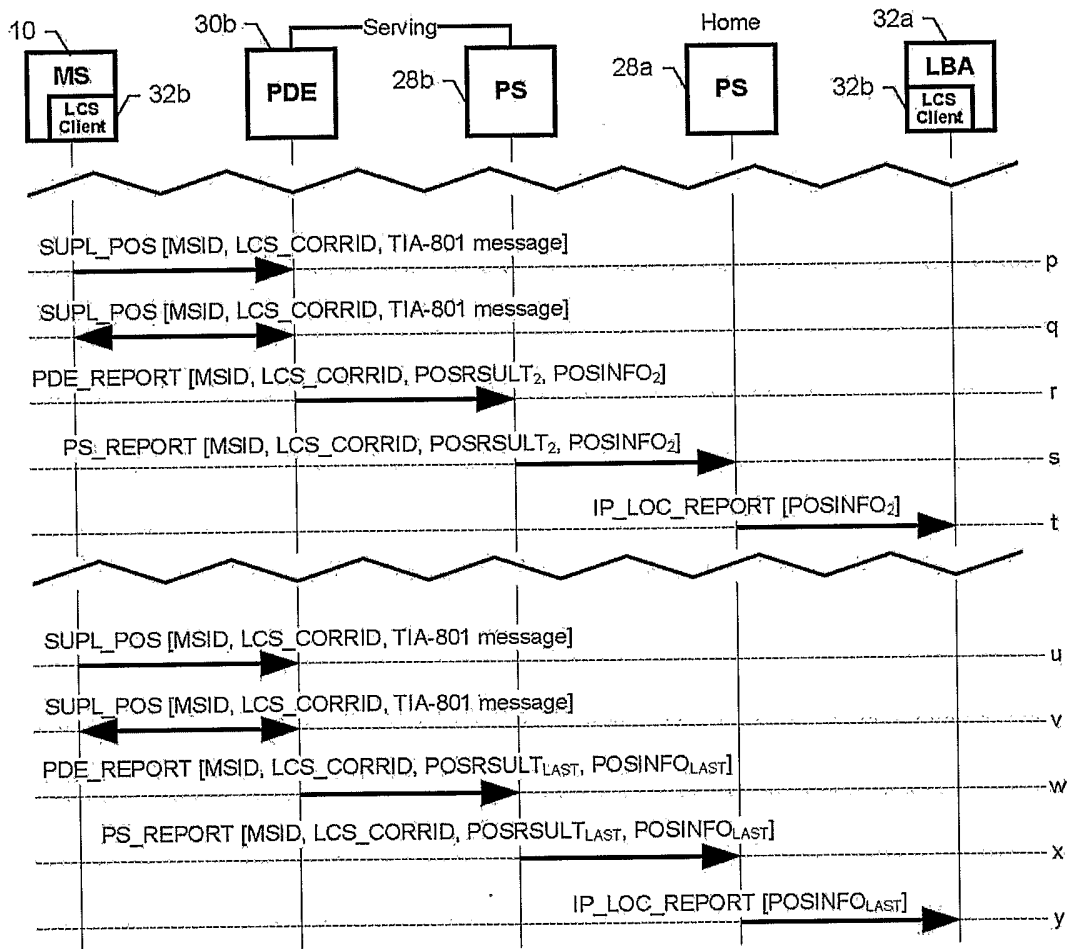 10
30b
Serving
28b
Home
28a
32a
MS
LCS
Client
32b
PDE
PS
PS
LBA
32b
LCS
Client
SUPL_POS [MSID, LCS_CORRID, TIA-801 message]
p
SUPL_POS [MSID, LCS_CORRID, TIA-801 message]
q
PDE_REPORT [MSID, LCS_CORRID, POSRSULT2, POSINFO2]
r
PS_REPORT [MSID, LCS_CORRID, POSRSULT2, POSINFO2]
s
IP_LOC_REPORT [POSINFO2]
t
SUPL_POS [MSID, LCS_CORRID, TIA-801 message]
u
SUPL_POS [MSID, LCS_CORRID, TIA-801 message]
v
PDE_REPORT [MSID, LCS_CORRID, POSRSULTLAST, POSINFOLAST]
w
PS_REPORT [MSID, LCS_CORRID, POSRSULTLAST, POSINFOLAST]
x
IP_LOC_REPORT [POSINFOLAST]
y